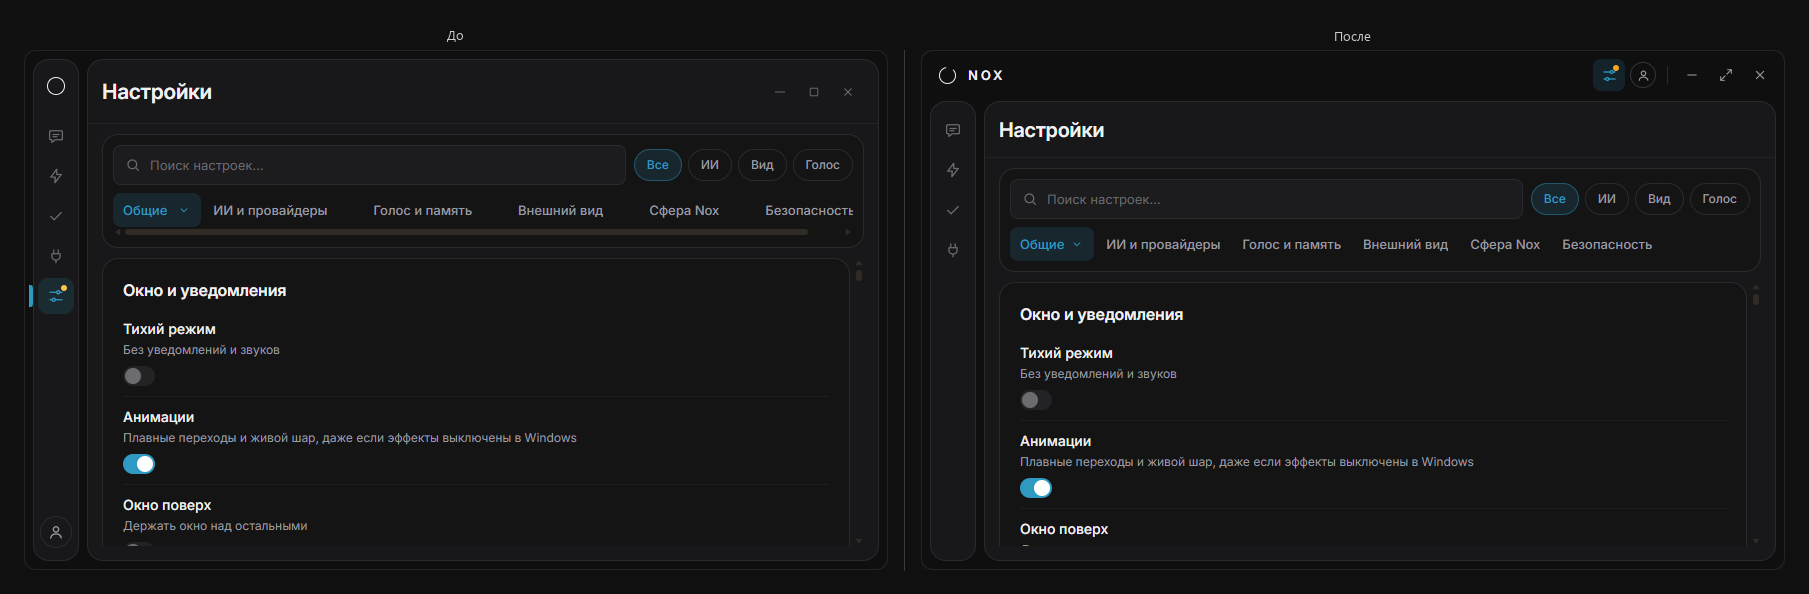 До
Настройки
Поиск настроек...
Все ИИ Вид Голос
Общие ИИ и провайдеры Голос и память Внешний вид Сфера Nox Безопасность
Окно и уведомления
Тихий режим
Без уведомлений и звуков
Анимации
Плавные переходы и живой шар, даже если эффекты выключены в Windows
Окно поверх
Держать окно над остальными
После
NOX
Настройки
Поиск настроек...
Все ИИ Вид Голос
Общие ИИ и провайдеры Голос и память Внешний вид Сфера Nox Безопасность
Окно и уведомления
Тихий режим
Без уведомлений и звуков
Анимации
Плавные переходы и живой шар, даже если эффекты выключены в Windows
Окно поверх